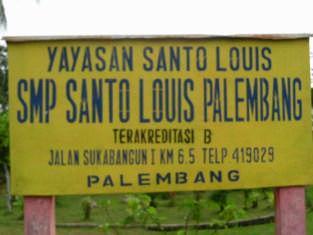 YAYASAN SANTO LOUIS
SMP SANTO LOUIS PALEMBANG
TERAKREDITASI B
JALAN SUKABANGUN I KM 6.5 TELP 419029
PALEMBANG